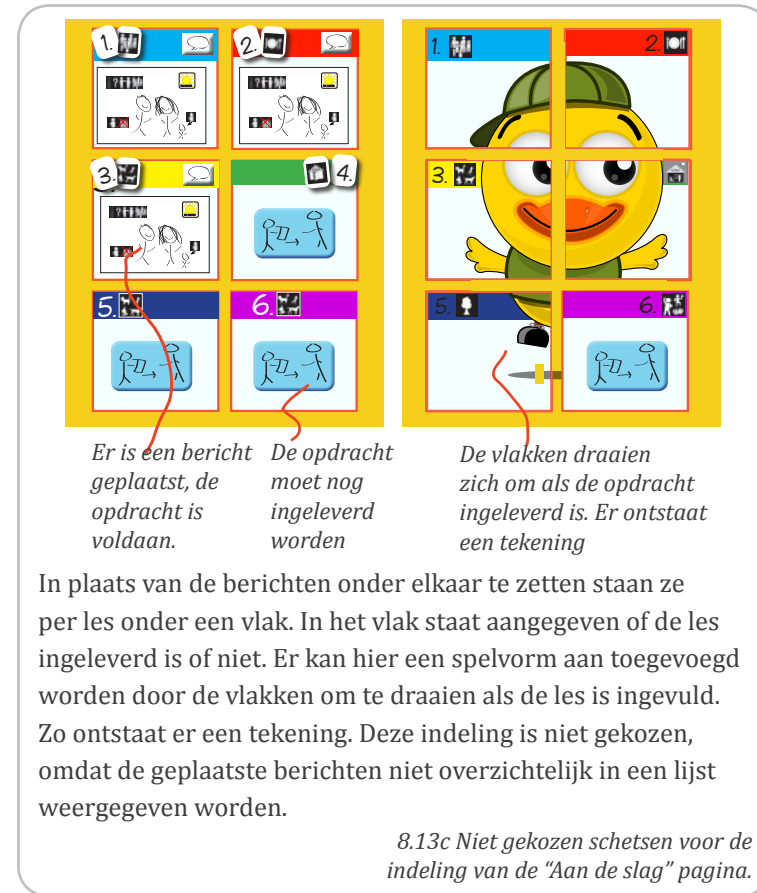 1.
2.
3.
4.
5.
6.
1.
2.
3.
5.
6.
Er is een bericht
geplaatst, de
opdracht is
voldaan.
De opdracht
moet nog
ingeleverd
worden
De vlakken draaien
zich om als de opdracht
ingeleverd is. Er ontstaat
een tekening
In plaats van de berichten onder elkaar te zetten staan ze
per les onder een vlak. In het vlak staat aangegeven of de les
ingeleverd is of niet. Er kan hier een spelvorm aan toegevoegd
worden door de vlakken om te draaien als de les is ingevuld.
Zo ontstaat er een tekening. Deze indeling is niet gekozen,
omdat de geplaatste berichten niet overzichtelijk in een lijst
weergegeven worden.
8.13c Niet gekozen schetsen voor de
indeling van de “Aan de slag” pagina.